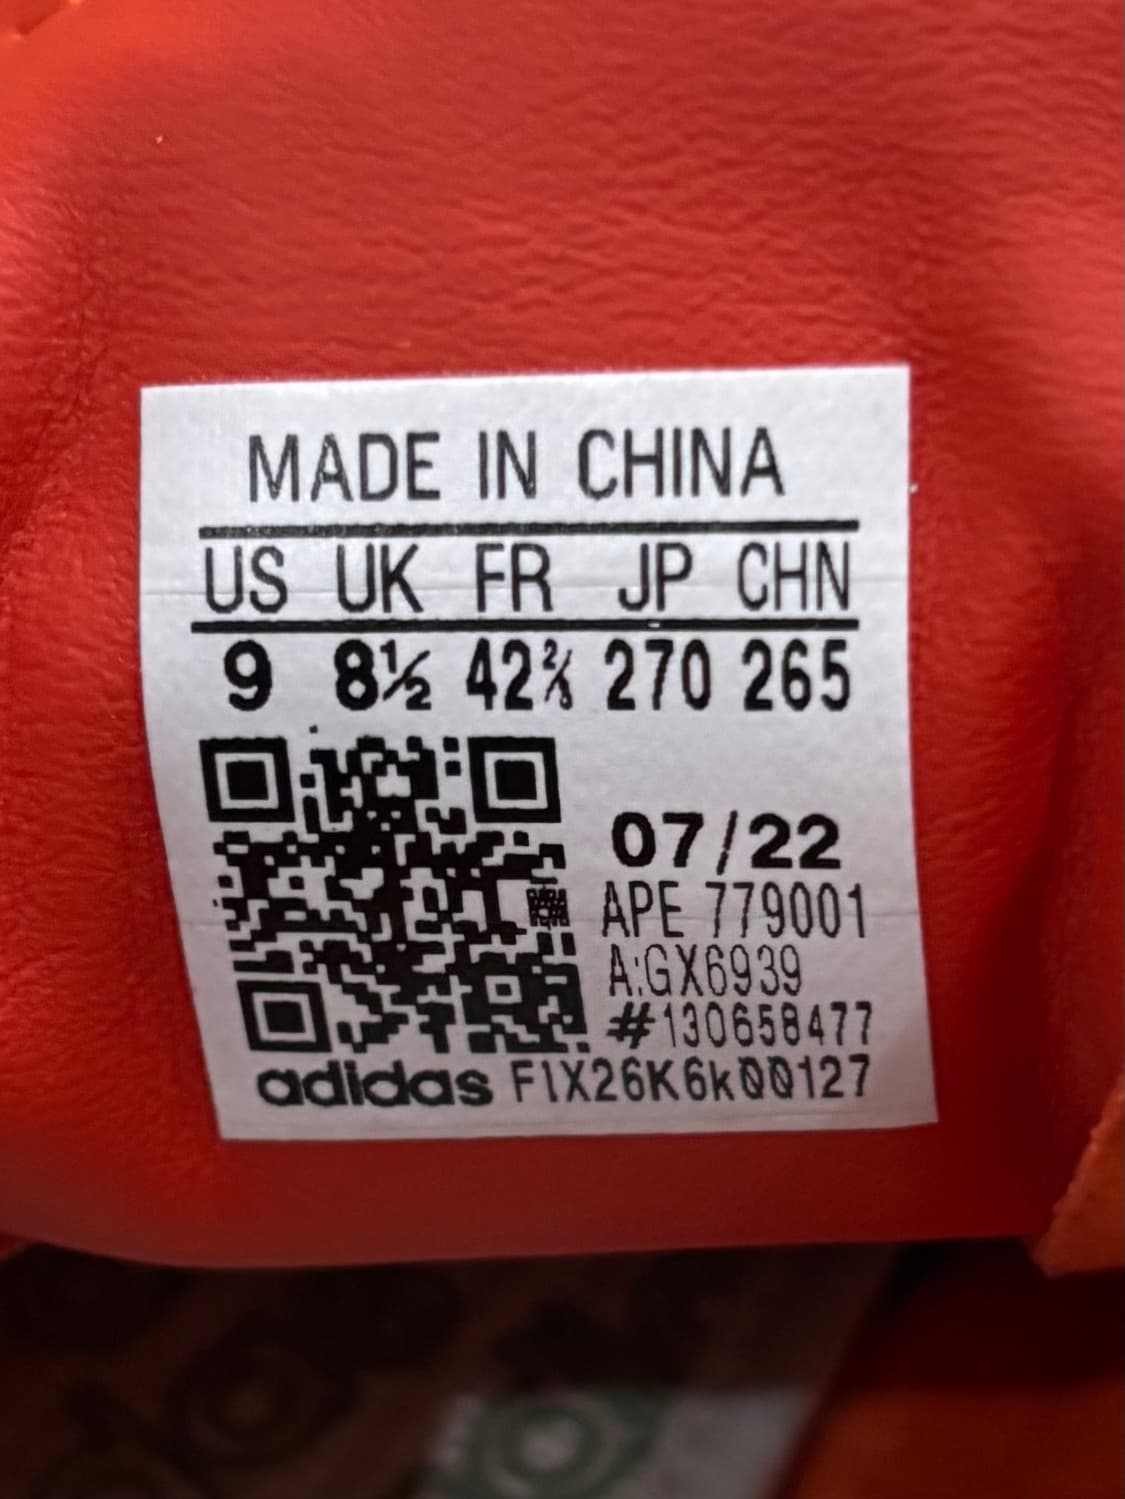 MADE IN CHINA
US UK FR JP CHN
9 8½ 42⅔ 270 265
07/22
APE 779001
A:GX6939
#130658477
adidas F1X26K6k00127